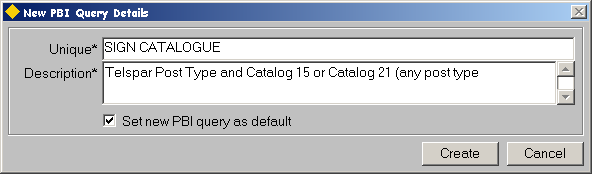 New PBI Query Details
Unique* SIGN CATALOGUE
Description* Telspar Post Type and Catalog 15 or Catalog 21 (any post type
Set new PBI query as default
Create Cancel